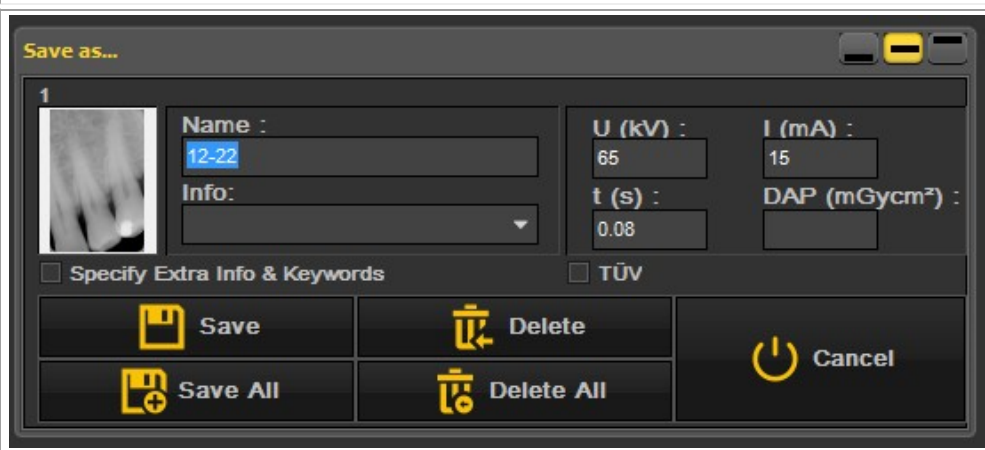 Save as...
1
Name :
12-22
Info:
U (kV) :
65
I (mA) :
15
t (s) :
0.08
DAP (mGycm²) :
Specify Extra Info & Keywords
TÜV
Save
Delete
Cancel
Save All
Delete All